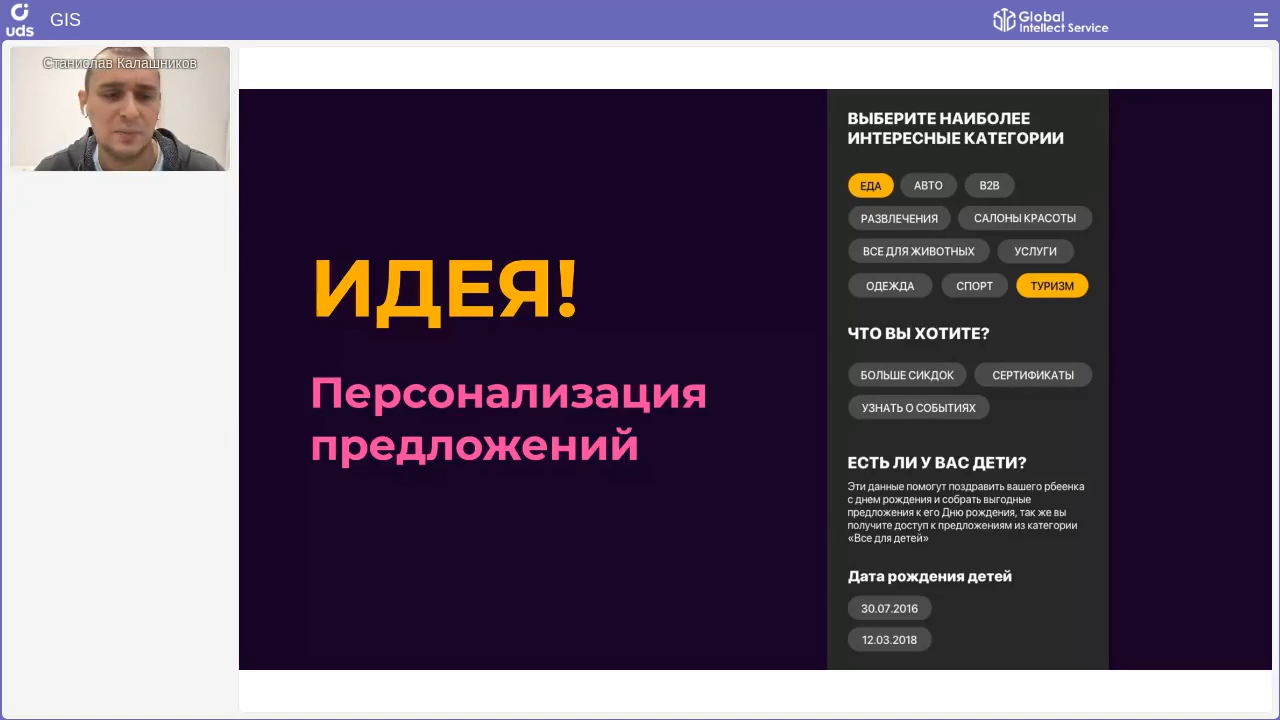 uds
GIS
Global
Intellect Service
Станислав Калашников
ИДЕЯ!
Персонализация
предложений
ВЫБЕРИТЕ НАИБОЛЕЕ
ИНТЕРЕСНЫЕ КАТЕГОРИИ
ЕДА АВТО B2B
РАЗВЛЕЧЕНИЯ САЛОНЫ КРАСОТЫ
ВСЕ ДЛЯ ЖИВОТНЫХ УСЛУГИ
ОДЕЖДА СПОРТ ТУРИЗМ
ЧТО ВЫ ХОТИТЕ?
БОЛЬШЕ СИКДОК СЕРТИФИКАТЫ
УЗНАТЬ О СОБЫТИЯХ
ЕСТЬ ЛИ У ВАС ДЕТИ?
Эти данные помогут поздравить вашего рбеенка
с днем рождения и собрать выгодные
предложения к его Дню рождения, так же вы
получите доступ к предложениям из категории
«Все для детей»
Дата рождения детей
30.07.2016
12.03.2018